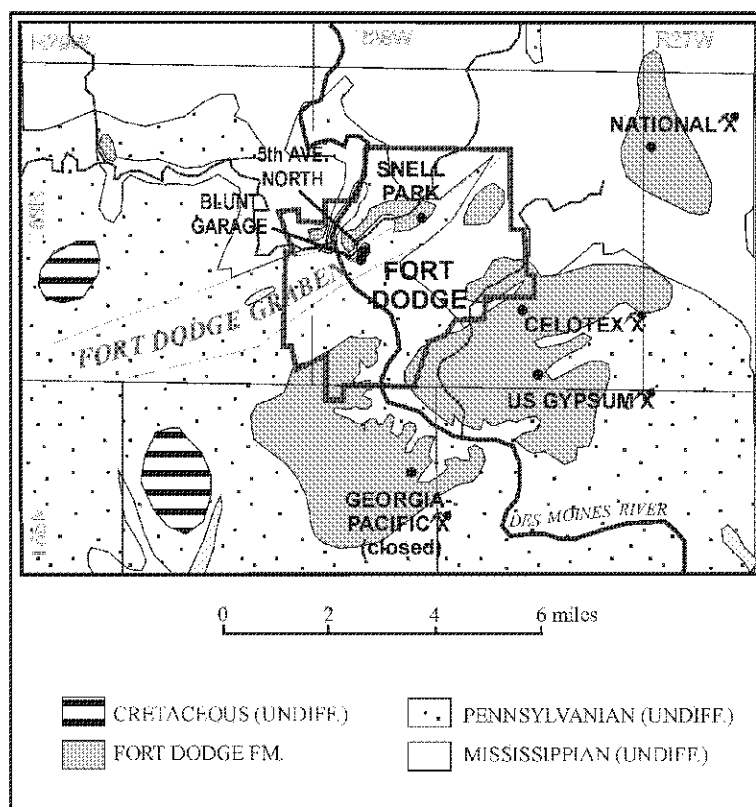 R28W
R27W
NATIONAL
5th AVE.
NORTH
SNELL
PARK
BLUNT
GARAGE
FORT
DODGE
FORT DODGE GRABEN
CELOTEX
US GYPSUM
GEORGIA-
PACIFIC
(closed)
DES MOINES RIVER
0 2 4 6 miles
CRETACEOUS (UNDIFF.)
PENNSYLVANIAN (UNDIFF.)
FORT DODGE FM.
MISSISSIPPIAN (UNDIFF.)